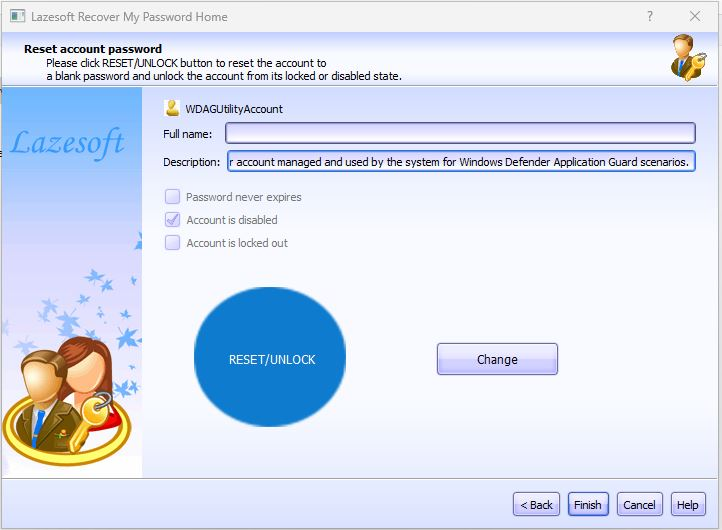 Lazesoft Recover My Password Home
? ×
Reset account password
Please click RESET/UNLOCK button to reset the account to
a blank password and unlock the account from its locked or disabled state.
Lazesoft
WDAGUtilityAccount
Full name:
Description: r account managed and used by the system for Windows Defender Application Guard scenarios.
Password never expires
Account is disabled
Account is locked out
RESET/UNLOCK
Change
< Back Finish Cancel Help